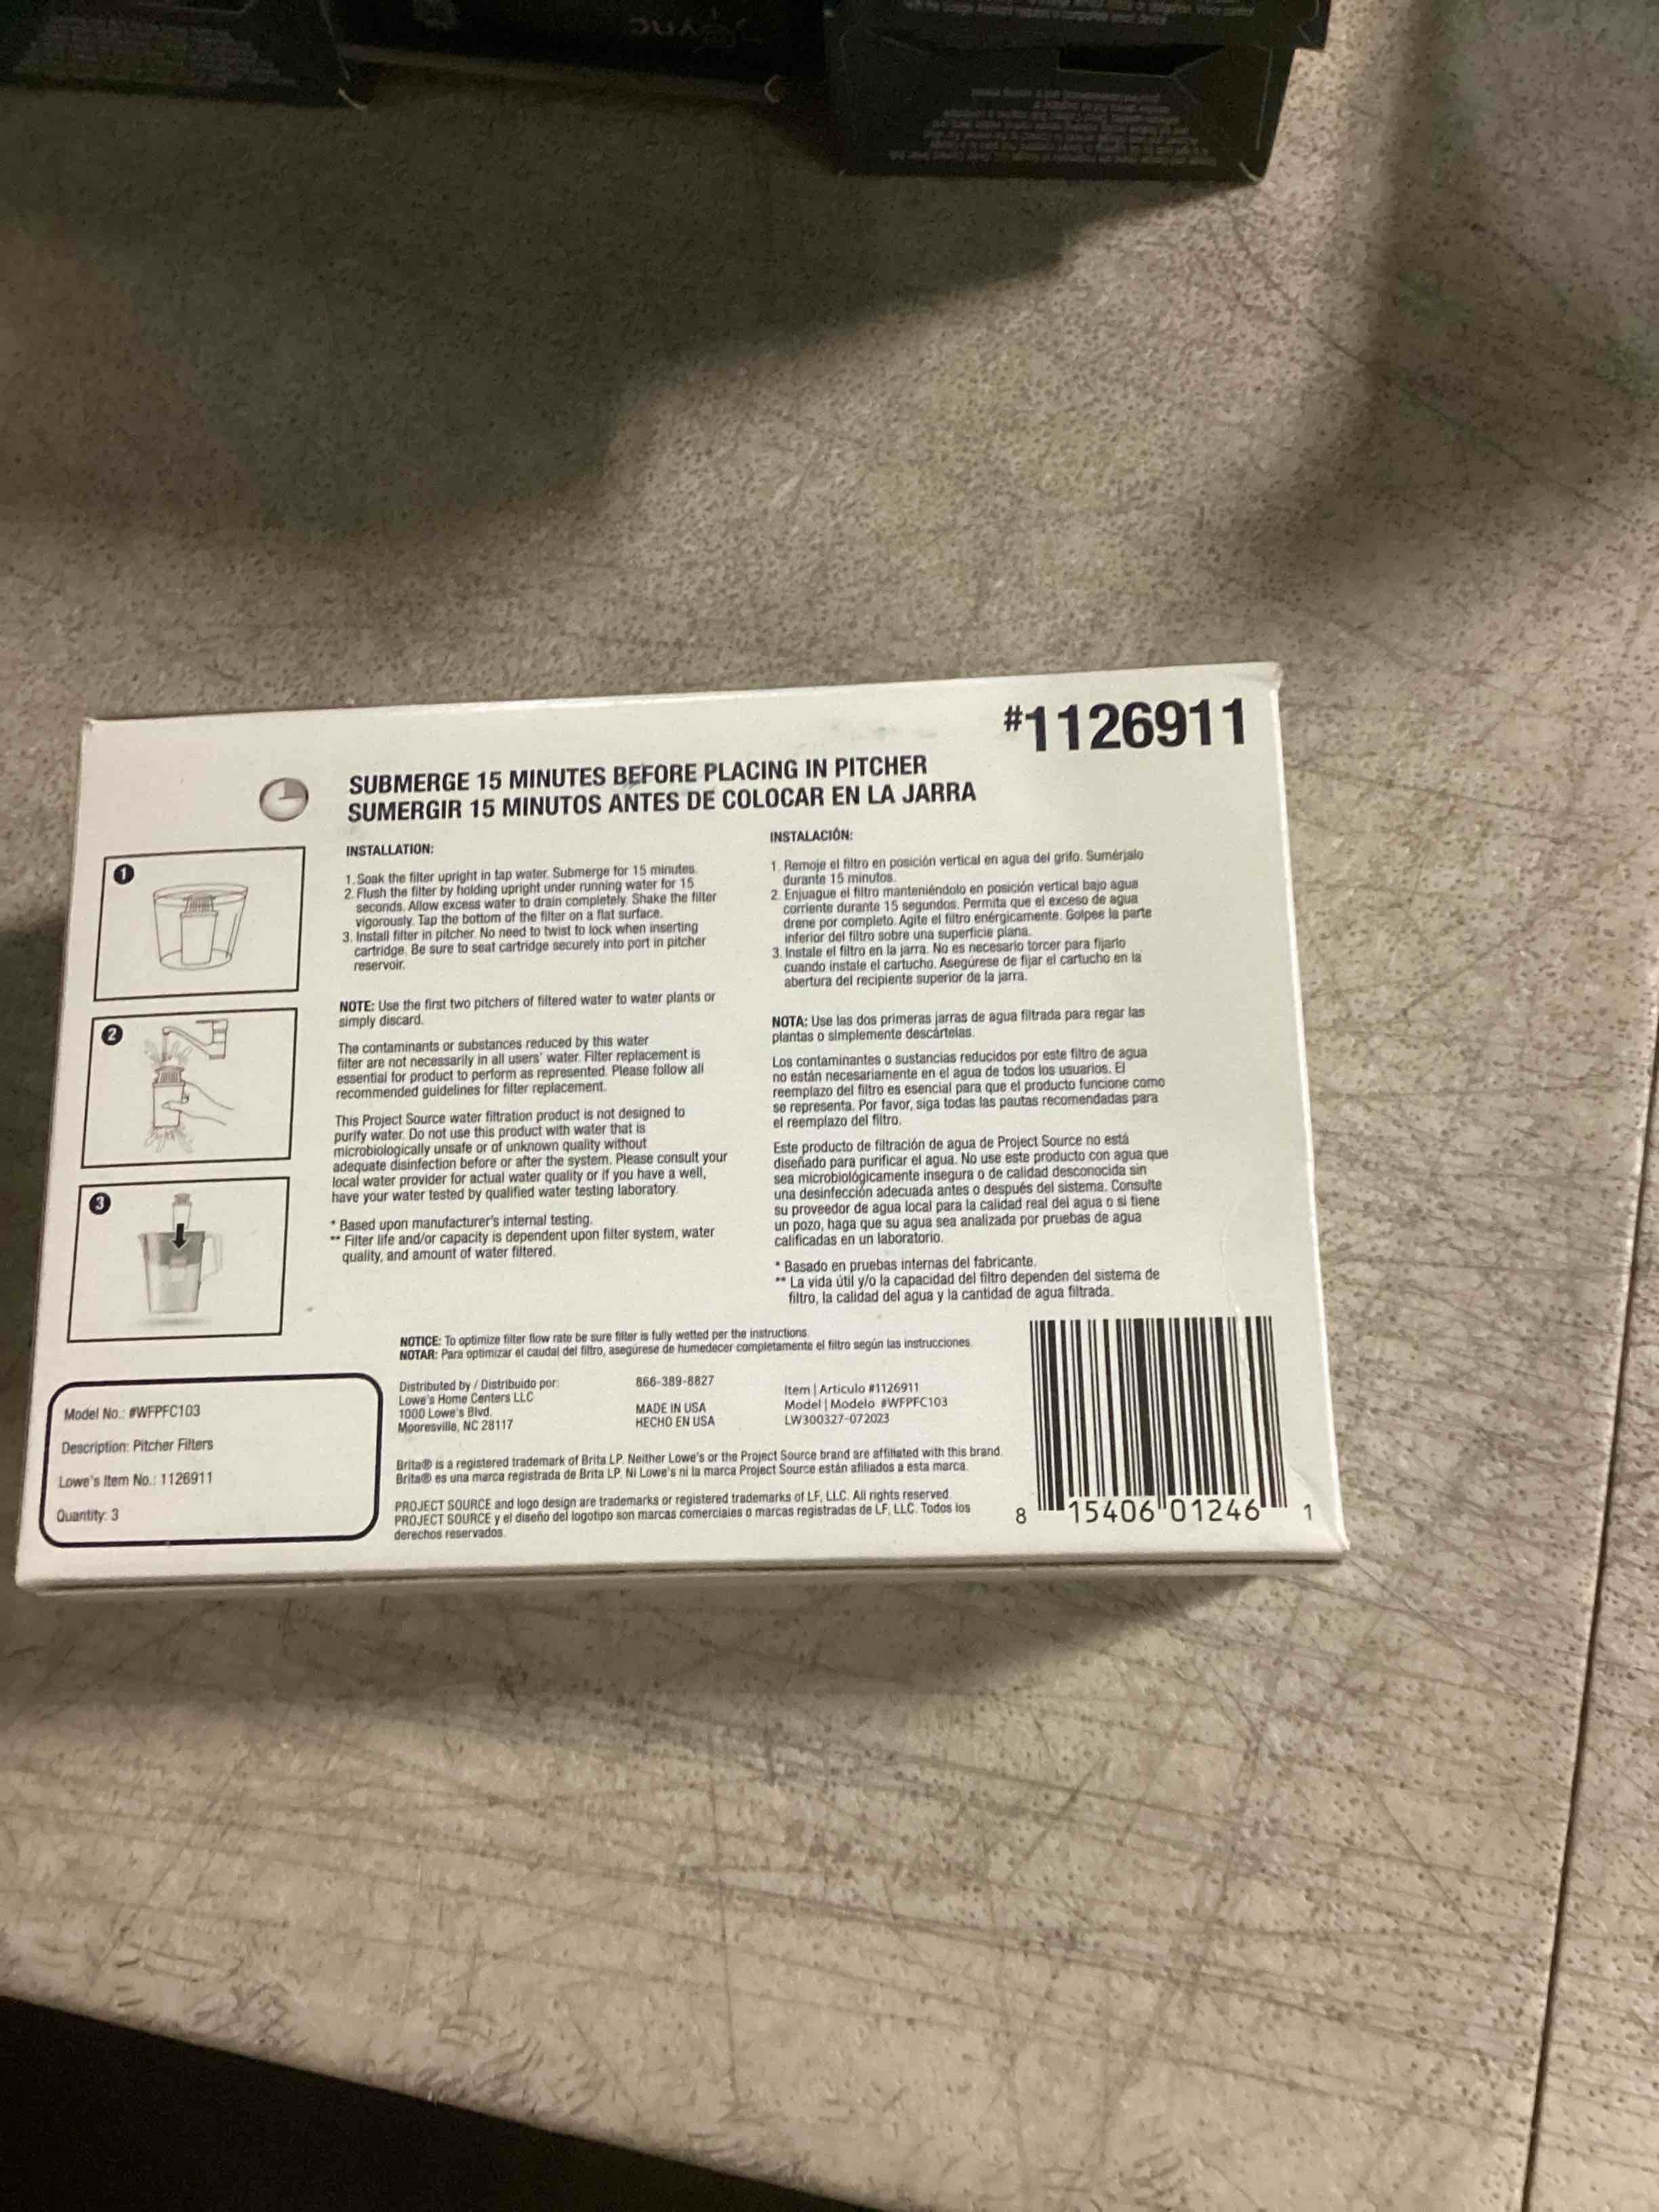 #1126911
SUBMERGE 15 MINUTES BEFORE PLACING IN PITCHER
SUMERGIR 15 MINUTOS ANTES DE COLOCAR EN LA JARRA
1
2
3
INSTALLATION:
1. Soak the filter upright in tap water. Submerge for 15 minutes.
2. Flush the filter by holding upright under running water for 15
seconds. Allow excess water to drain completely. Shake the filter
vigorously. Tap the bottom of the filter on a flat surface.
3. Install filter in pitcher. No need to twist to lock when inserting
cartridge. Be sure to seat cartridge securely into port in pitcher
reservoir.
NOTE: Use the first two pitchers of filtered water to water plants or
simply discard.
The contaminants or substances reduced by this water
filter are not necessarily in all users' water. Filter replacement is
essential for product to perform as represented. Please follow all
recommended guidelines for filter replacement.
This Project Source water filtration product is not designed to
purify water. Do not use this product with water that is
microbiologically unsafe or of unknown quality without
adequate disinfection before or after the system. Please consult your
local water provider for actual water quality or if you have a well,
have your water tested by qualified water testing laboratory.
* Based upon manufacturer's internal testing.
** Filter life and/or capacity is dependent upon filter system, water
quality, and amount of water filtered.
INSTALACIÓN:
1. Remoje el filtro en posición vertical en agua del grifo. Sumérjalo
durante 15 minutos.
2. Enjuague el filtro manteniéndolo en posición vertical bajo agua
corriente durante 15 segundos. Permita que el exceso de agua
drene por completo. Agite el filtro enérgicamente. Golpee la parte
inferior del filtro sobre una superficie plana.
3. Instale el filtro en la jarra. No es necesario torcer para fijarlo
cuando instale el cartucho. Asegúrese de fijar el cartucho en la
abertura del recipiente superior de la jarra.
NOTA: Use las dos primeras jarras de agua filtrada para regar las
plantas o simplemente descártelas.
Los contaminantes o sustancias reducidos por este filtro de agua
no están necesariamente en el agua de todos los usuarios. El
reemplazo del filtro es esencial para que el producto funcione como
se representa. Por favor, siga todas las pautas recomendadas para
el reemplazo del filtro.
Este producto de filtración de agua de Project Source no está
diseñado para purificar el agua. No use este producto con agua que
sea microbiológicamente insegura o de calidad desconocida sin
una desinfección adecuada antes o después del sistema. Consulte
su proveedor de agua local para la calidad real del agua o si tiene
un pozo, haga que su agua sea analizada por pruebas de agua
calificadas en un laboratorio.
* Basado en pruebas internas del fabricante.
** La vida útil y/o la capacidad del filtro dependen del sistema de
filtro, la calidad del agua y la cantidad de agua filtrada.
NOTICE: To optimize filter flow rate be sure filter is fully wetted per the instructions.
NOTAR: Para optimizar el caudal del filtro, asegúrese de humedecer completamente el filtro según las instrucciones.
Model No.: #WFPFC103
Description: Pitcher Filters
Lowe's Item No.: 1126911
Quantity: 3
Distributed by / Distribuido por:
Lowe's Home Centers LLC
1000 Lowe's Blvd.
Mooresville, NC 28117
866-389-8827
MADE IN USA
HECHO EN USA
Item | Articulo #1126911
Model | Modelo #WFPFC103
LW300327-072023
Brita® is a registered trademark of Brita LP. Neither Lowe's or the Project Source brand are affiliated with this brand.
Brita® es una marca registrada de Brita LP. Ni Lowe's ni la marca Project Source están afiliados a esta marca.
PROJECT SOURCE and logo design are trademarks or registered trademarks of LF, LLC. All rights reserved.
PROJECT SOURCE y el diseño del logotipo son marcas comerciales o marcas registradas de LF, LLC. Todos los
derechos reservados.
8 15406 01246 1